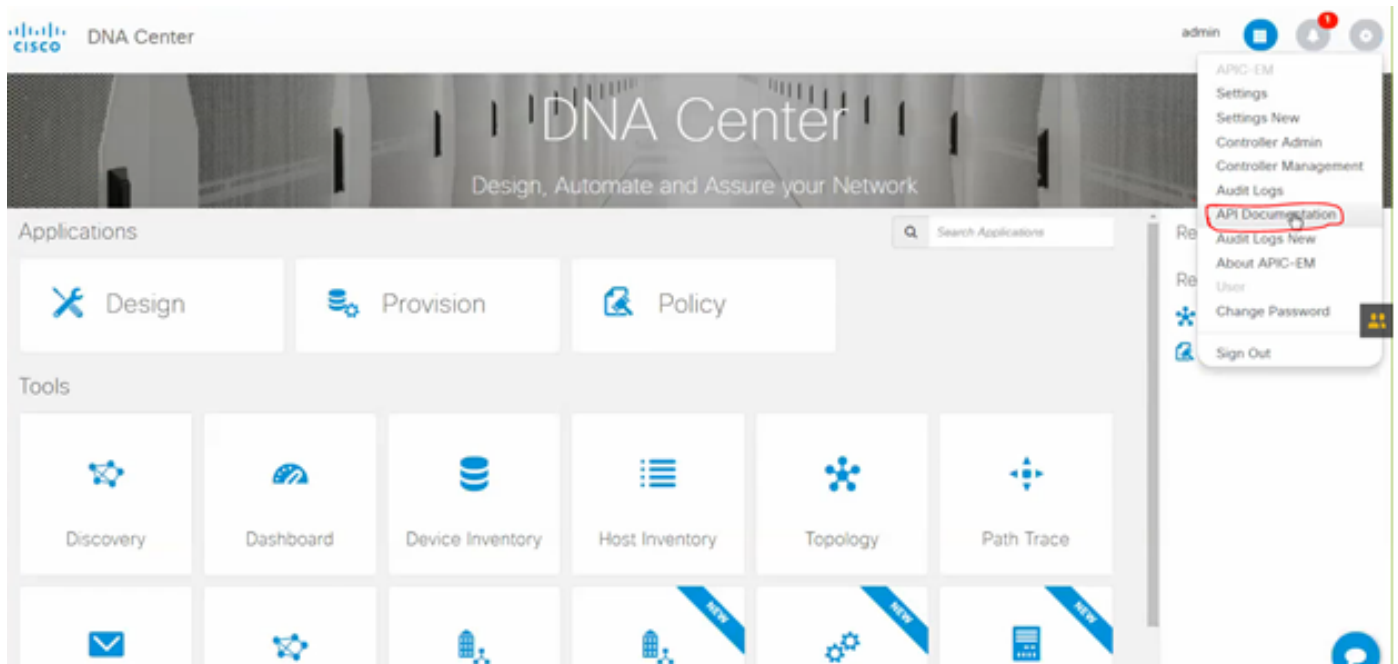 CISCO DNA Center
admin
1
APIC-EM
Settings
Settings New
Controller Admin
Controller Management
Audit Logs
API Documentation
Audit Logs New
About APIC-EM
User
Change Password
Sign Out
DNA Center
Design, Automate and Assure your Network
Applications
Search Applications
Re
Re
Design
Provision
Policy
Tools
Discovery
Dashboard
Device Inventory
Host Inventory
Topology
Path Trace
NEW
NEW
NEW